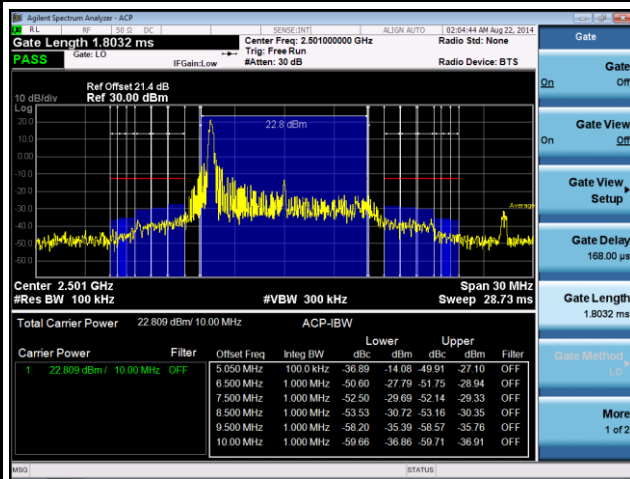 Agilent Spectrum Analyzer - ACP
RL RF 50 Ω DC SENSE:INT ALIGN AUTO 02:04:44 AM Aug 22, 2014
Gate Length 1.8032 ms
Center Freq: 2.501000000 GHz
Radio Std: None
Gate
PASS
Gate: LO
IFGain:Low
Trig: Free Run
#Atten: 30 dB
Radio Device: BTS
Ref Offset 21.4 dB
10 dB/div Ref 30.00 dBm
Log
20.0
10.0
0.00
-10.0
-20.0
-30.0
-40.0
-50.0
-60.0
22.8 dBm
Average
Center 2.501 GHz Span 30 MHz
#Res BW 100 kHz #VBW 300 kHz Sweep 28.73 ms
Total Carrier Power 22.809 dBm/ 10.00 MHz ACP-IBW
Lower Upper
Carrier Power Filter Offset Freq Integ BW dBc dBm dBc dBm Filter
1 22.809 dBm / 10.00 MHz OFF
5.050 MHz 100.0 kHz -36.89 -14.08 -49.91 -27.10 OFF
6.500 MHz 1.000 MHz -50.60 -27.79 -51.75 -28.94 OFF
7.500 MHz 1.000 MHz -52.50 -29.69 -52.14 -29.33 OFF
8.500 MHz 1.000 MHz -53.53 -30.72 -53.16 -30.35 OFF
9.500 MHz 1.000 MHz -58.20 -35.39 -58.57 -35.76 OFF
10.00 MHz 1.000 MHz -59.66 -36.86 -59.71 -36.91 OFF
Gate
On Off
Gate View
On Off
Gate View
Setup
Gate Delay
168.00 µs
Gate Length
1.8032 ms
Gate Method
LO
More
1 of 2
MSG STATUS